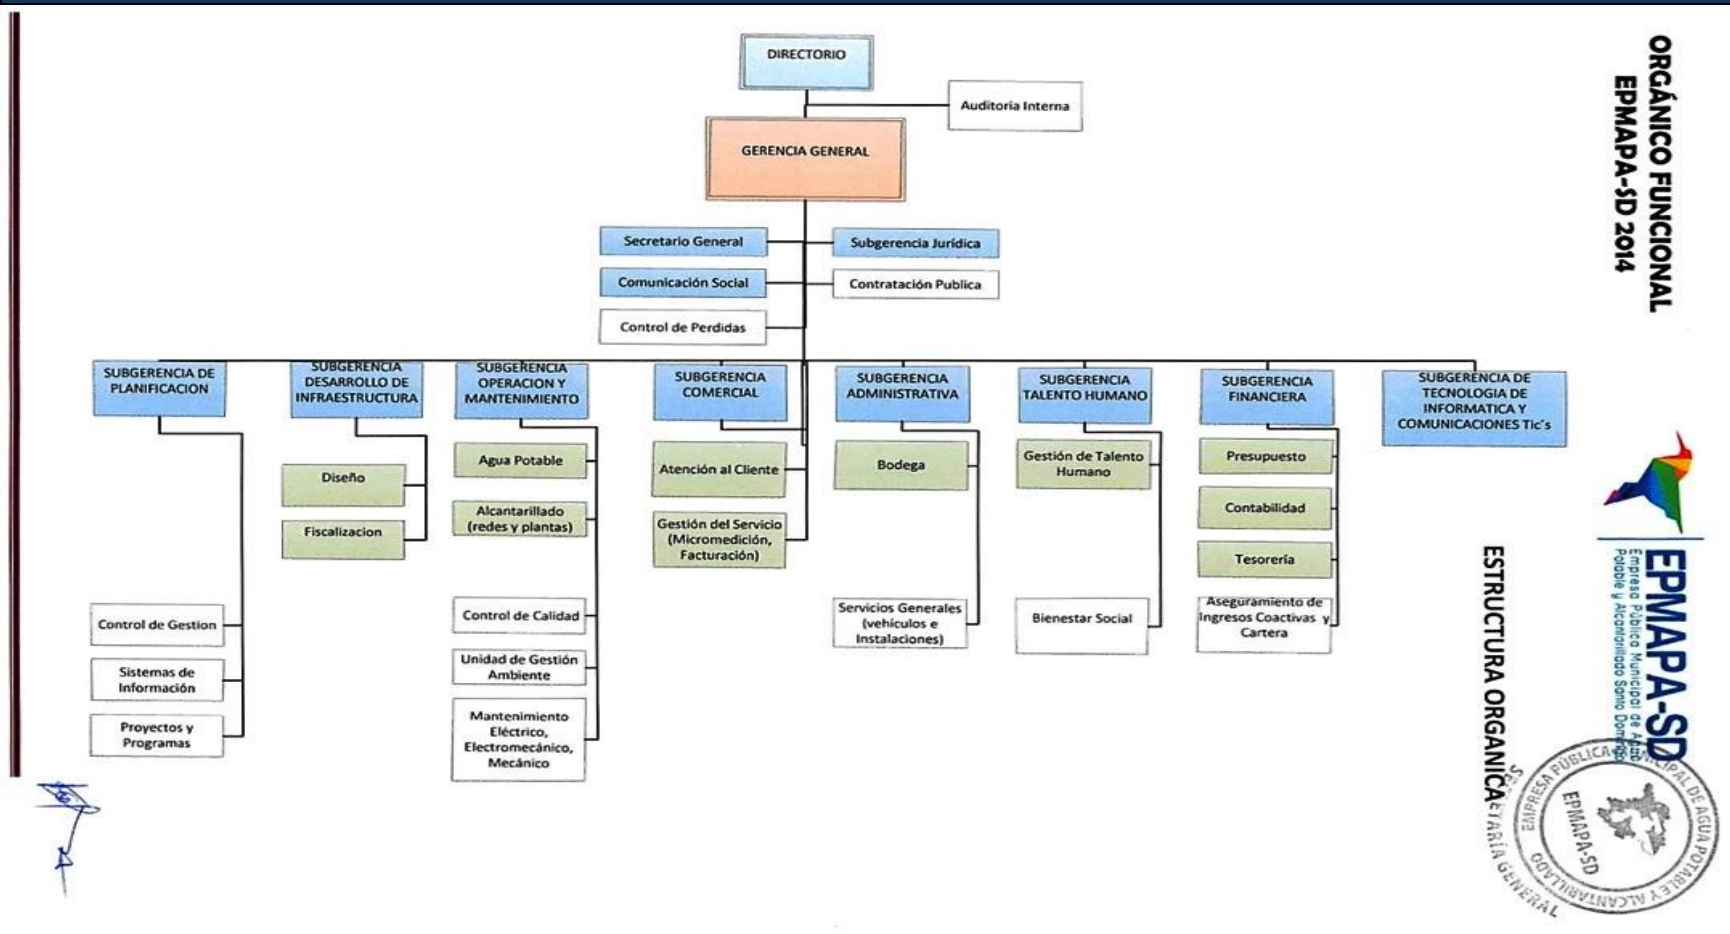 ORGÁNICO FUNCIONAL
EPMAPA-SD 2014
DIRECTORIO
Auditoria Interna
GERENCIA GENERAL
Secretario General
Subgerencia Jurídica
Comunicación Social
Contratación Publica
Control de Perdidas
SUBGERENCIA DE
PLANIFICACION
Control de Gestion
Sistemas de
Información
Proyectos y
Programas
SUBGERENCIA
DESARROLLO DE
INFRAESTRUCTURA
Diseño
Fiscalizacion
SUBGERENCIA
OPERACION Y
MANTENIMIENTO
Agua Potable
Alcantarillado
(redes y plantas)
Control de Calidad
Unidad de Gestión
Ambiente
Mantenimiento
Eléctrico,
Electromecánico,
Mecánico
SUBGERENCIA
COMERCIAL
Atención al Cliente
Gestión del Servicio
(Micromedición,
Facturación)
SUBGERENCIA
ADMINISTRATIVA
Bodega
Servicios Generales
(vehículos e
Instalaciones)
SUBGERENCIA
TALENTO HUMANO
Gestión de Talento
Humano
Bienestar Social
SUBGERENCIA
FINANCIERA
Presupuesto
Contabilidad
Tesorería
Aseguramiento de
Ingresos Coactivas y
Cartera
SUBGERENCIA DE
TECNOLOGIA DE
INFORMATICA Y
COMUNICACIONES Tic's
EPMAPA-SD
Empresa Pública Municipal de Agua
Potable y Alcantarillado Santo Domingo
ESTRUCTURA ORGANICA
EMPRESA PÚBLICA MUNICIPAL DE AGUA POTABLE Y ALCANTARILLADO
EPMAPA-SD
SECRETARÍA GENERAL